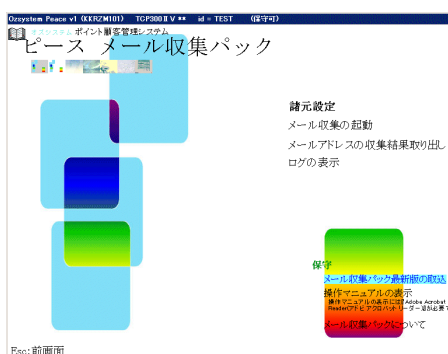 Ozsystem Peace v1 (KKRZM101) TCP300ⅡV ** id = TEST (保守可)
オズシステム ポイント顧客管理システム
ピース メール収集パック
諸元設定
メール収集の起動
メールアドレスの収集結果取り出し
ログの表示
保守
メール収集パック最新版の取込
操作マニュアルの表示
操作マニュアルの表示にはAdobe Acrobat
Reader(アドビ アクロバット リーダー)が必要で
メール収集パックについて
Esc:前画面